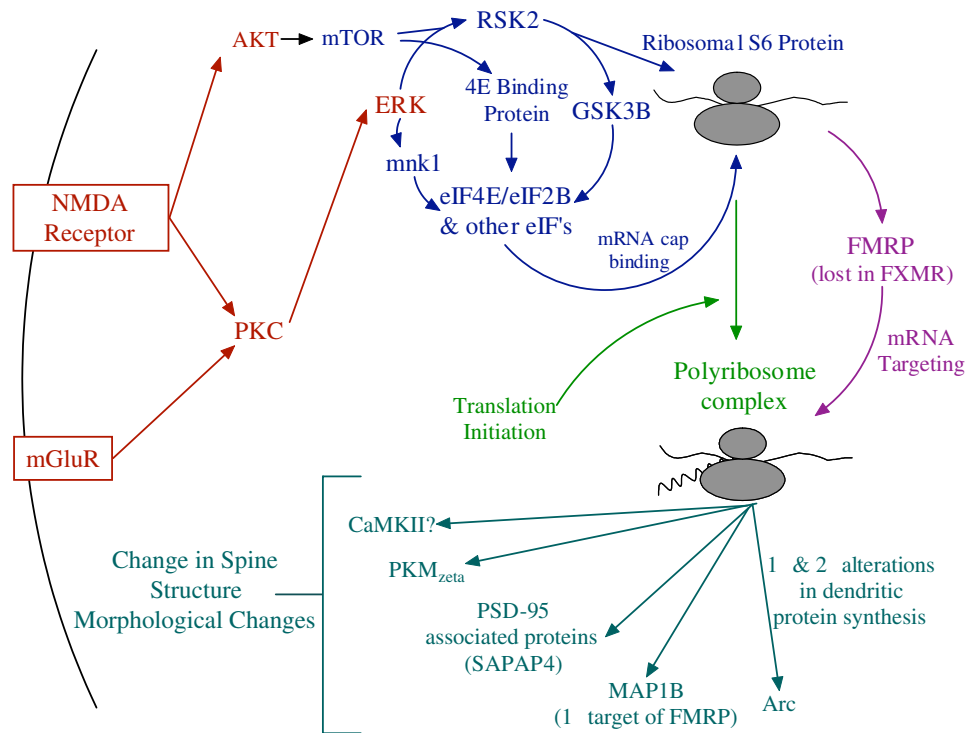 AKT
mTOR
RSK2
Ribosomal S6 Protein
ERK
4E Binding
Protein
GSK3B
mnk1
NMDA
Receptor
eIF4E/eIF2B
& other eIF's
mRNA cap
binding
FMRP
(lost in FXMR)
PKC
mRNA
Targeting
Polyribosome
complex
Translation
Initiation
mGluR
CaMKII?
Change in Spine
Structure
Morphological Changes
PKMzeta
1 & 2 alterations
in dendritic
protein synthesis
PSD-95
associated proteins
(SAPAP4)
MAP1B
(1 target of FMRP)
Arc